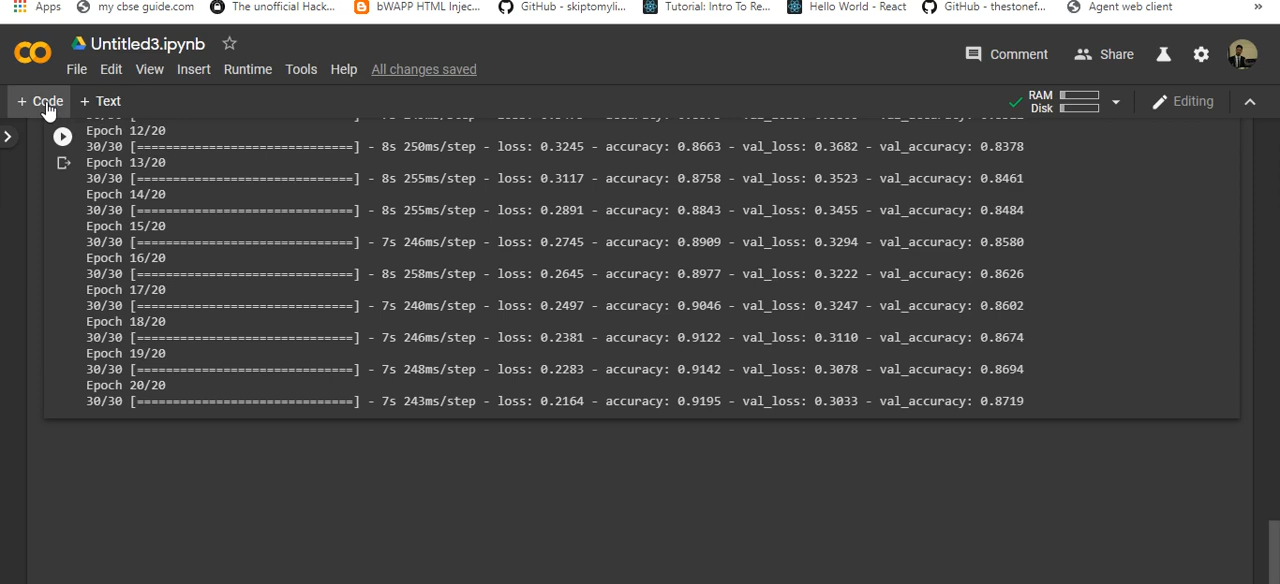 Apps my cbse guide.com The unofficial Hack... bWAPP HTML Injec... GitHub - skiptomyli... Tutorial: Intro To Re... Hello World - React GitHub - thestonef... Agent web client »
Untitled3.ipynb
Comment Share
File Edit View Insert Runtime Tools Help All changes saved
+ Code + Text RAM Disk Editing
Epoch 12/20
30/30 [==============================] - 8s 250ms/step - loss: 0.3245 - accuracy: 0.8663 - val_loss: 0.3682 - val_accuracy: 0.8378
Epoch 13/20
30/30 [==============================] - 8s 255ms/step - loss: 0.3117 - accuracy: 0.8758 - val_loss: 0.3523 - val_accuracy: 0.8461
Epoch 14/20
30/30 [==============================] - 8s 255ms/step - loss: 0.2891 - accuracy: 0.8843 - val_loss: 0.3455 - val_accuracy: 0.8484
Epoch 15/20
30/30 [==============================] - 7s 246ms/step - loss: 0.2745 - accuracy: 0.8909 - val_loss: 0.3294 - val_accuracy: 0.8580
Epoch 16/20
30/30 [==============================] - 8s 258ms/step - loss: 0.2645 - accuracy: 0.8977 - val_loss: 0.3222 - val_accuracy: 0.8626
Epoch 17/20
30/30 [==============================] - 7s 240ms/step - loss: 0.2497 - accuracy: 0.9046 - val_loss: 0.3247 - val_accuracy: 0.8602
Epoch 18/20
30/30 [==============================] - 7s 246ms/step - loss: 0.2381 - accuracy: 0.9122 - val_loss: 0.3110 - val_accuracy: 0.8674
Epoch 19/20
30/30 [==============================] - 7s 248ms/step - loss: 0.2283 - accuracy: 0.9142 - val_loss: 0.3078 - val_accuracy: 0.8694
Epoch 20/20
30/30 [==============================] - 7s 243ms/step - loss: 0.2164 - accuracy: 0.9195 - val_loss: 0.3033 - val_accuracy: 0.8719